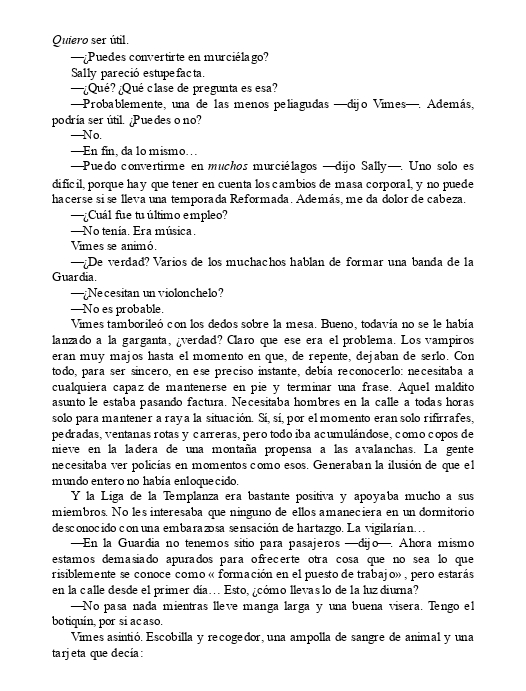 Quiero ser útil.
—¿Puedes convertirte en murciélago?
Sally pareció estupefacta.
—¿Qué? ¿Qué clase de pregunta es esa?
—Probablemente, una de las menos peliagudas —dijo Vimes—. Además,
podría ser útil. ¿Puedes o no?
—No.
—En fin, da lo mismo…
—Puedo convertirme en muchos murciélagos —dijo Sally—. Uno solo es
difícil, porque hay que tener en cuenta los cambios de masa corporal, y no puede
hacerse si se lleva una temporada Reformada. Además, me da dolor de cabeza.
—¿Cuál fue tu último empleo?
—No tenía. Era música.
Vimes se animó.
—¿De verdad? Varios de los muchachos hablan de formar una banda de la
Guardia.
—¿Necesitan un violonchelo?
—No es probable.
Vimes tamborileó con los dedos sobre la mesa. Bueno, todavía no se le había
lanzado a la garganta, ¿verdad? Claro que ese era el problema. Los vampiros
eran muy majos hasta el momento en que, de repente, dejaban de serlo. Con
todo, para ser sincero, en ese preciso instante, debía reconocerlo: necesitaba a
cualquiera capaz de mantenerse en pie y terminar una frase. Aquel maldito
asunto le estaba pasando factura. Necesitaba hombres en la calle a todas horas
solo para mantener a raya la situación. Sí, sí, por el momento eran solo rifirrafes,
pedradas, ventanas rotas y carreras, pero todo iba acumulándose, como copos de
nieve en la ladera de una montaña propensa a las avalanchas. La gente
necesitaba ver policías en momentos como esos. Generaban la ilusión de que el
mundo entero no había enloquecido.
Y la Liga de la Templanza era bastante positiva y apoyaba mucho a sus
miembros. No les interesaba que ninguno de ellos amaneciera en un dormitorio
desconocido con una embarazosa sensación de hartazgo. La vigilarían…
—En la Guardia no tenemos sitio para pasajeros —dijo—. Ahora mismo
estamos demasiado apurados para ofrecerte otra cosa que no sea lo que
risiblemente se conoce como « formación en el puesto de trabajo» , pero estarás
en la calle desde el primer día… Esto, ¿cómo llevas lo de la luz diurna?
—No pasa nada mientras lleve manga larga y una buena visera. Tengo el
botiquín, por si acaso.
Vimes asintió. Escobilla y recogedor, una ampolla de sangre de animal y una
tarjeta que decía: